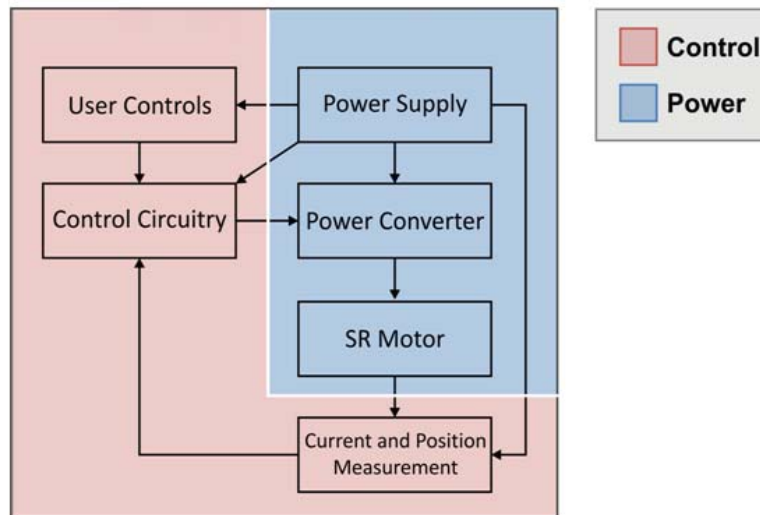 User Controls
Power Supply
Control Circuitry
Power Converter
SR Motor
Current and Position
Measurement
Control
Power